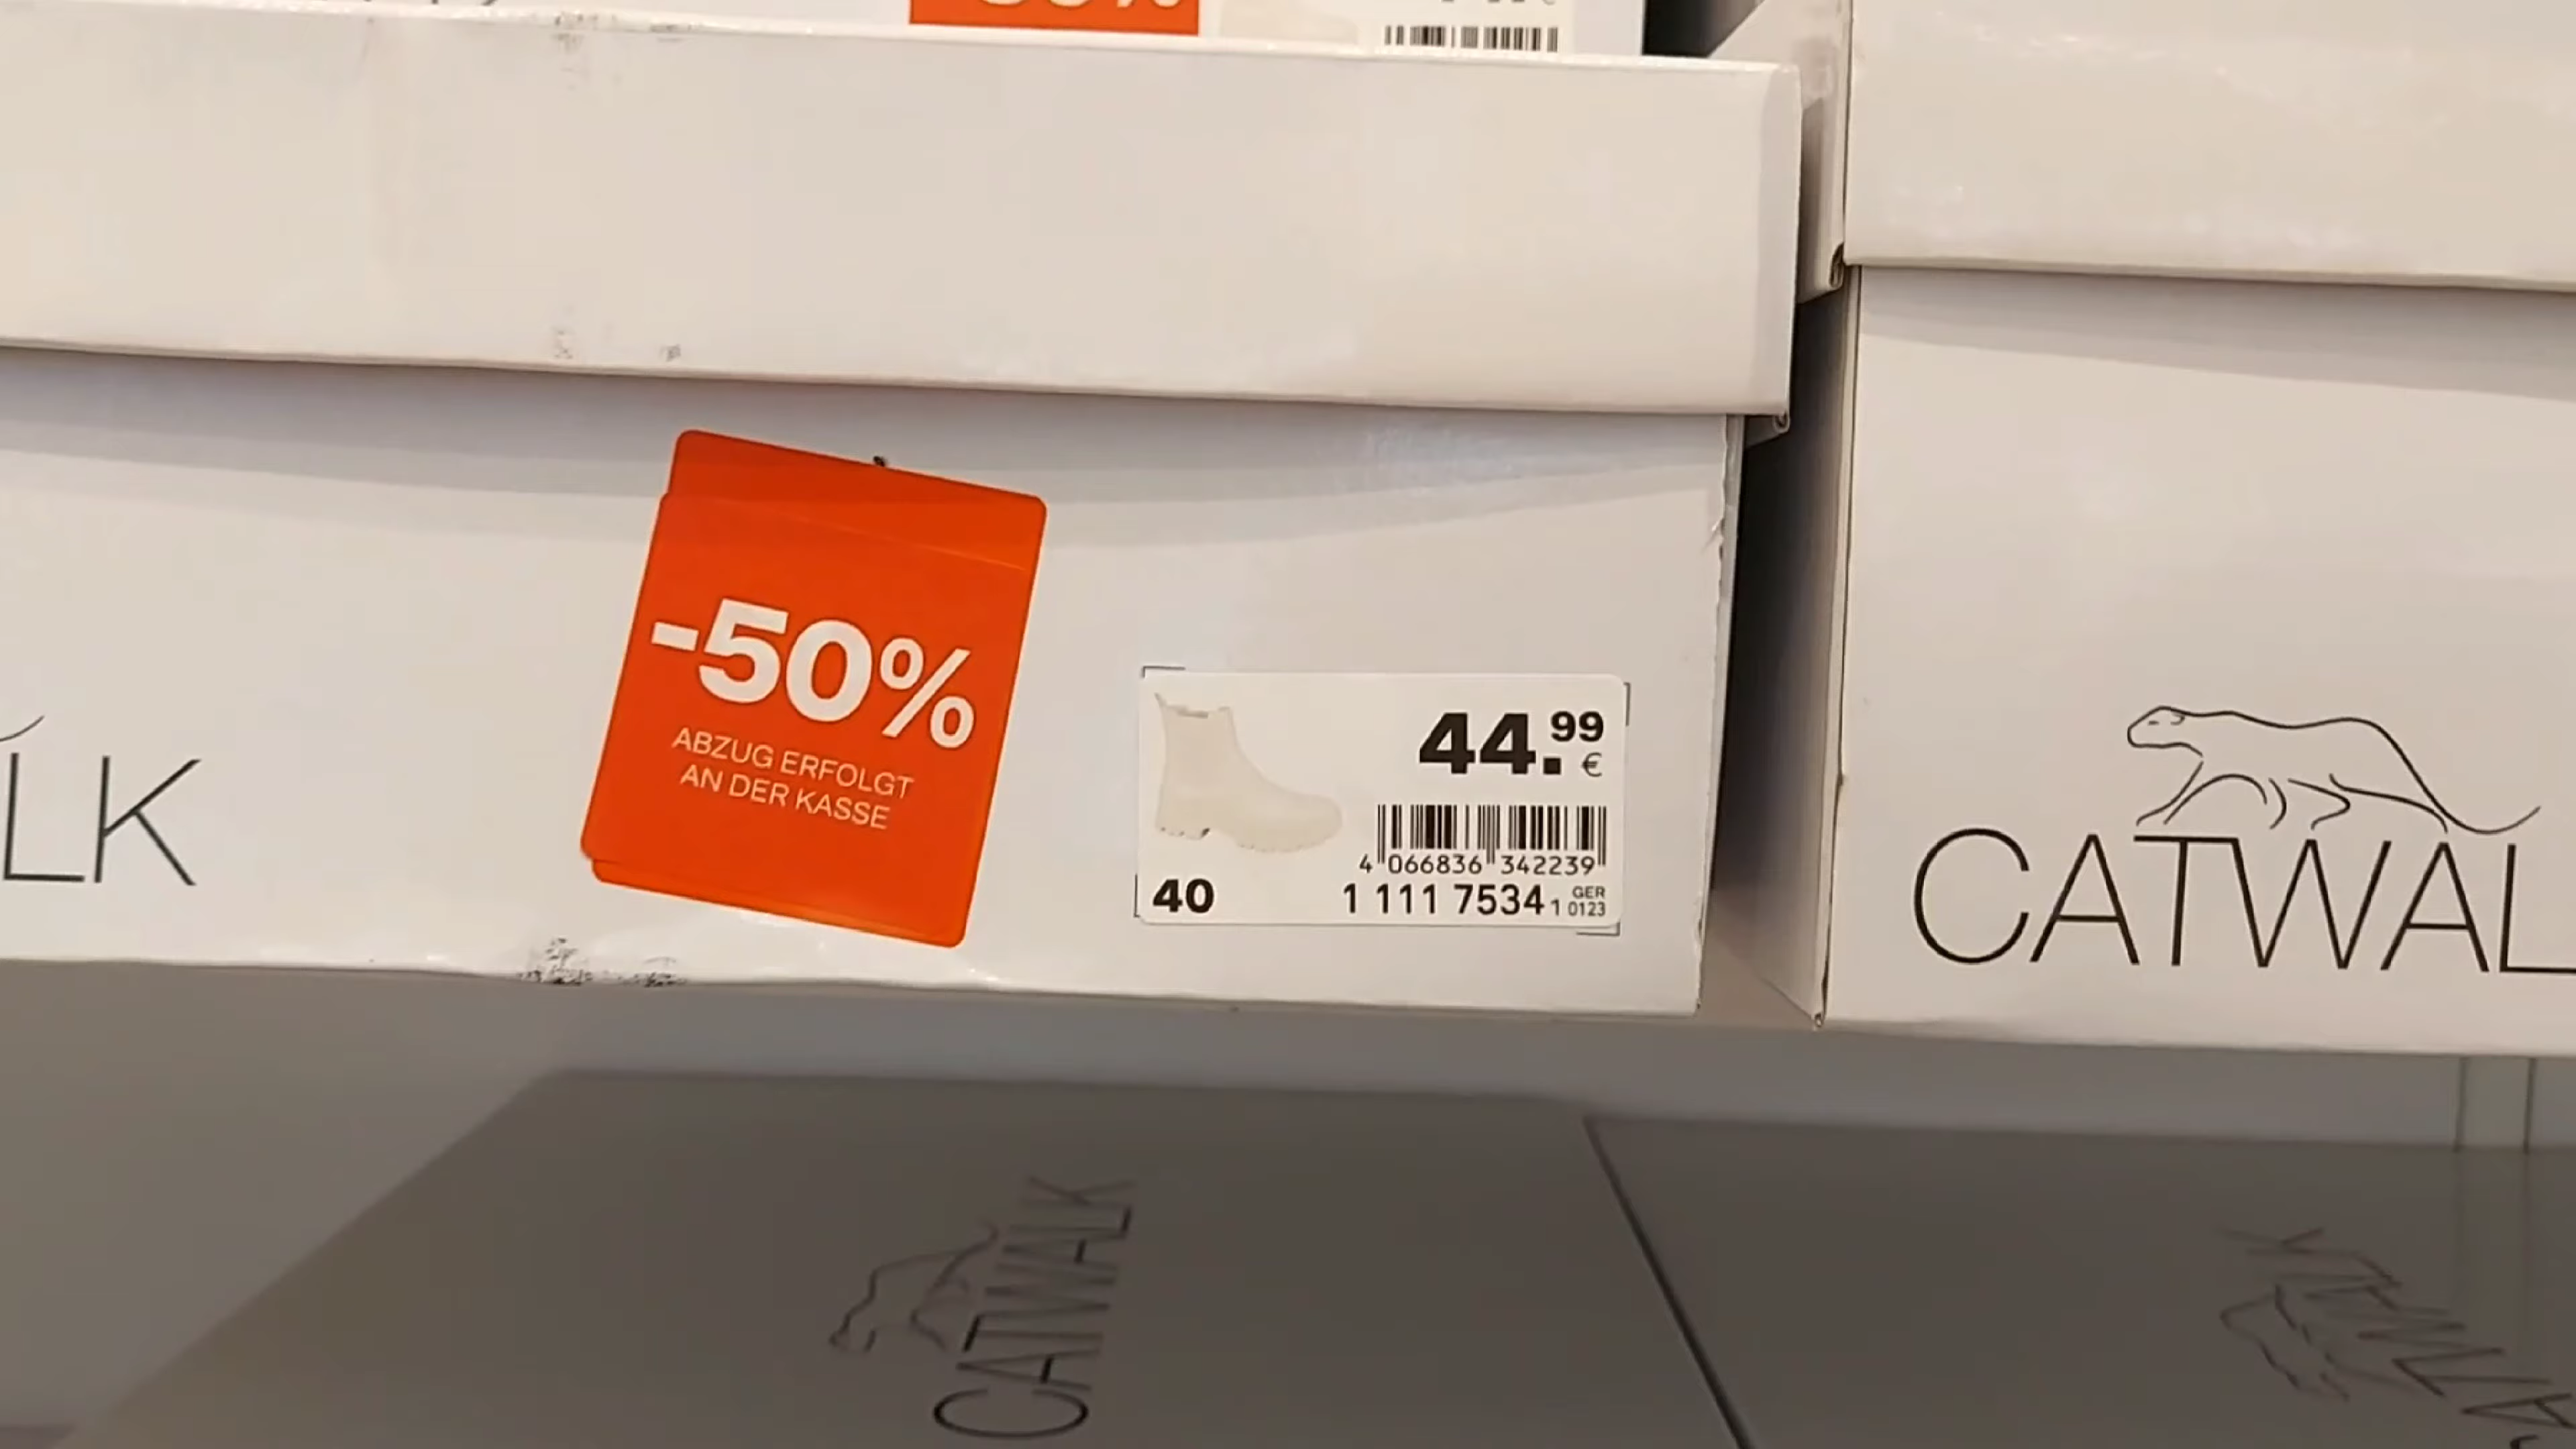 LK
-50%
ABZUG ERFOLGT
AN DER KASSE
44.99
€
4 066836 342239
40
1 111 7534 1 0123
GER
CATWAL
CATWALK